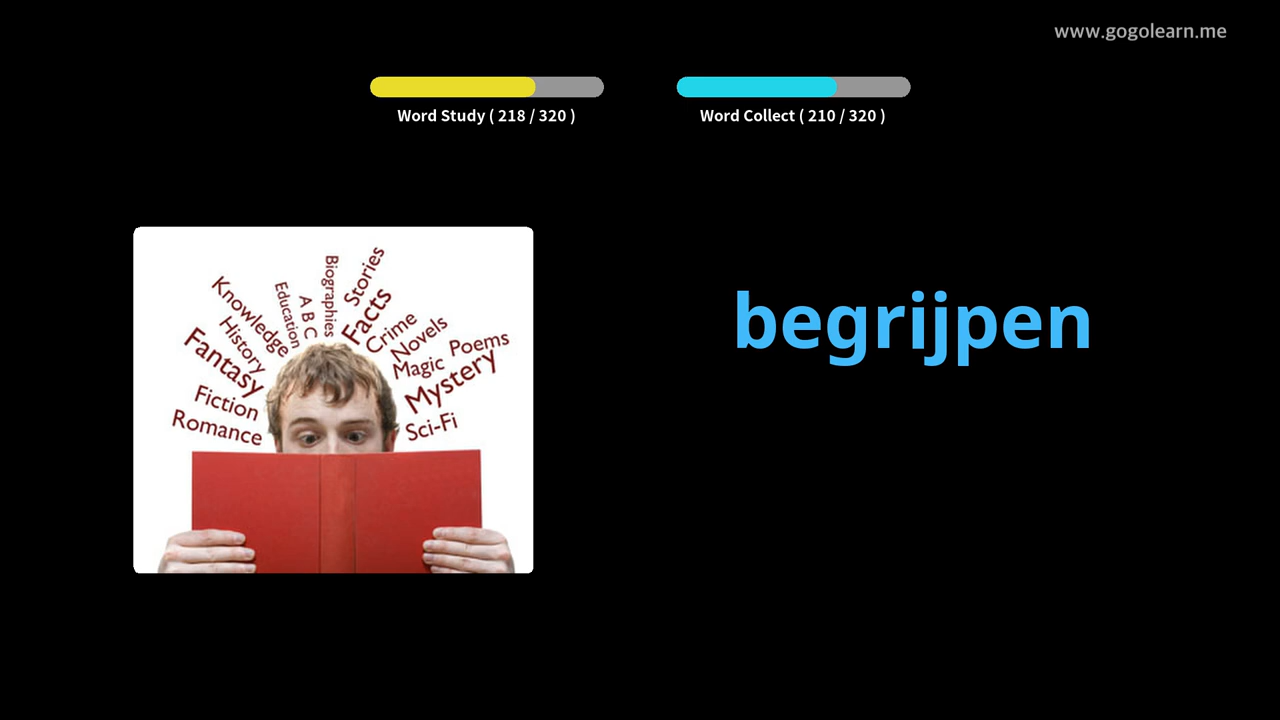 www.gogolearn.me
Word Study ( 218 / 320 )
Word Collect ( 210 / 320 )
begrijpen
Romance
Fiction
Fantasy
History
Knowledge
Education
A B C
Biographies
Stories
Facts
Crime
Novels
Magic
Poems
Mystery
Sci-Fi